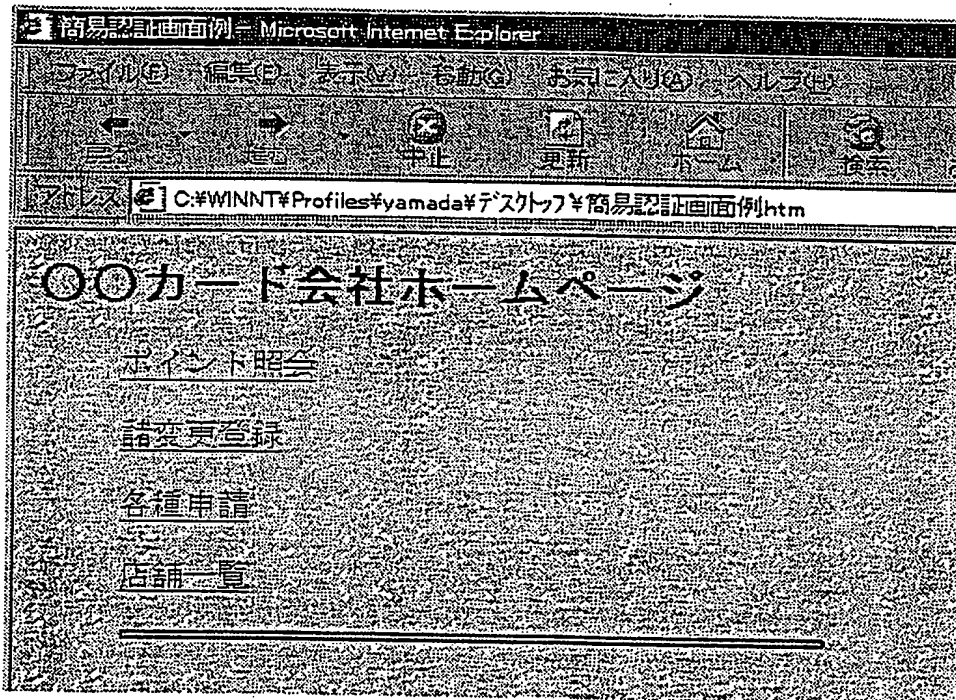 簡易認証画面例 - Microsoft Internet Explorer
ファイル(F) 編集(E) 表示(V) 移動(G) お気に入り(A) ヘルプ(H)
戻る 進む 中止 更新 ホーム 検索
アドレス C:¥WINNT¥Profiles¥yamada¥デスクトップ¥簡易認証画面例.htm
〇〇カード会社ホームページ
ポイント照会
諸変更登録
各種申請
店舗一覧